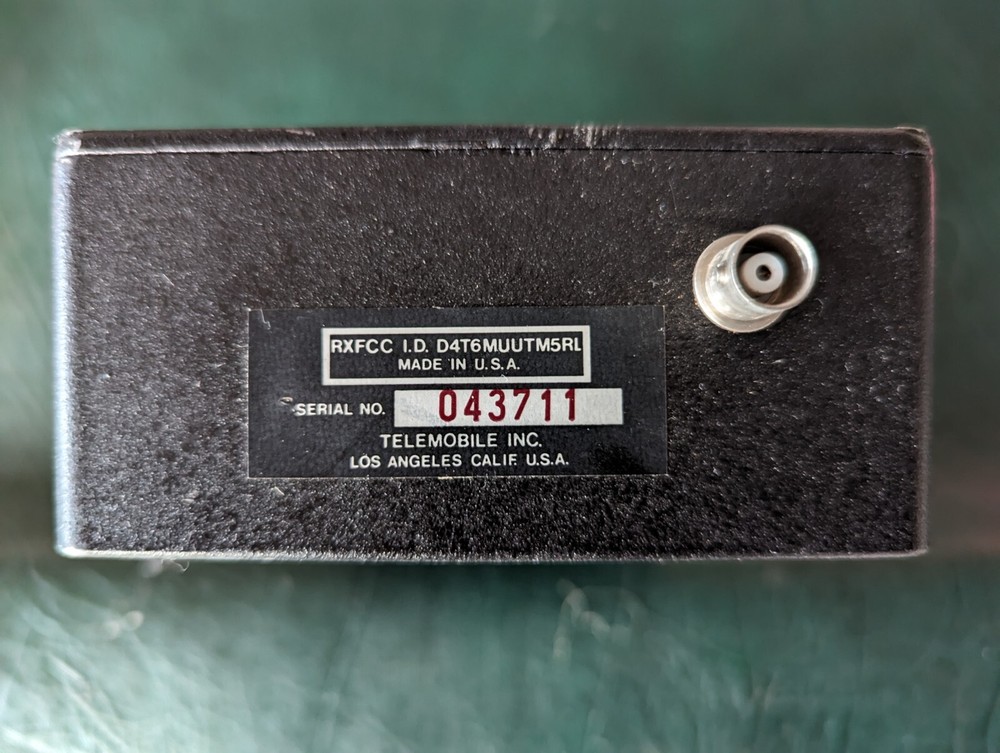 RXFCC I.D. D4T6MUUTM5RL
MADE IN U.S.A.
SERIAL NO. 043711
TELEMOBILE INC.
LOS ANGELES CALIF. U.S.A.